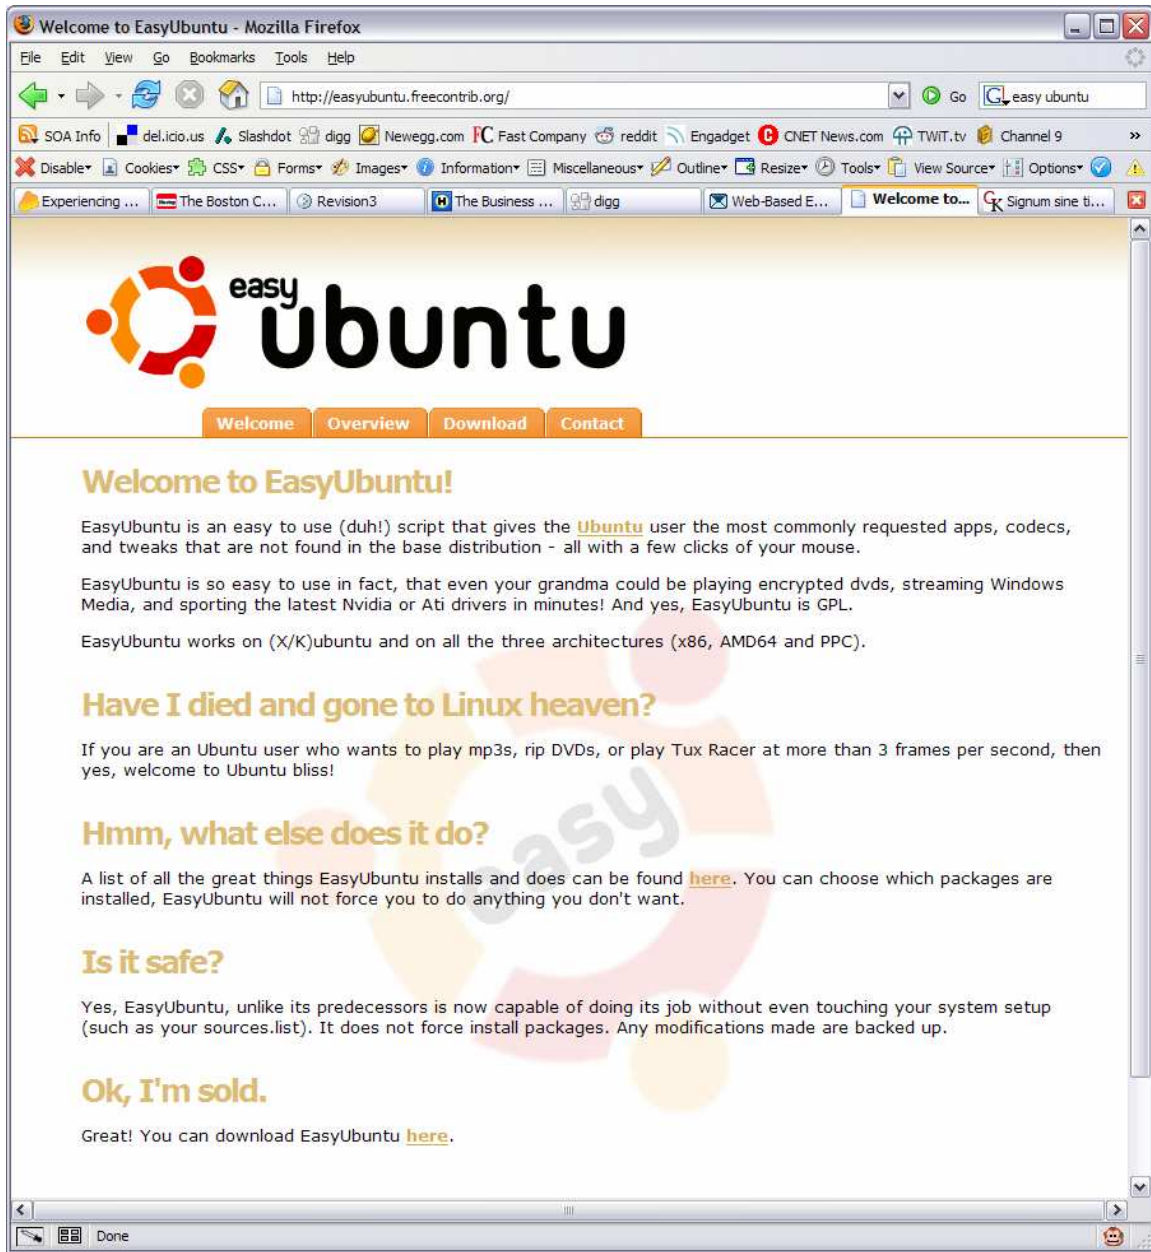 Welcome to EasyUbuntu - Mozilla Firefox
File Edit View Go Bookmarks Tools Help
http://easyubuntu.freecontrib.org/ Go G easy ubuntu
SOA Info del.icio.us Slashdot digg Newegg.com FC Fast Company reddit Engadget CNET News.com TWiT.tv Channel 9 »
Disable Cookies CSS Forms Images Information Miscellaneous Outline Resize Tools View Source Options
Experiencing ... The Boston C... Revision3 The Business ... digg Web-Based E... Welcome to... GK Signum sine ti...
easy
ubuntu
Welcome Overview Download Contact
Welcome to EasyUbuntu!
EasyUbuntu is an easy to use (duh!) script that gives the Ubuntu user the most commonly requested apps, codecs,
and tweaks that are not found in the base distribution - all with a few clicks of your mouse.
EasyUbuntu is so easy to use in fact, that even your grandma could be playing encrypted dvds, streaming Windows
Media, and sporting the latest Nvidia or Ati drivers in minutes! And yes, EasyUbuntu is GPL.
EasyUbuntu works on (X/K)ubuntu and on all the three architectures (x86, AMD64 and PPC).
Have I died and gone to Linux heaven?
If you are an Ubuntu user who wants to play mp3s, rip DVDs, or play Tux Racer at more than 3 frames per second, then
yes, welcome to Ubuntu bliss!
Hmm, what else does it do?
easy
A list of all the great things EasyUbuntu installs and does can be found here. You can choose which packages are
installed, EasyUbuntu will not force you to do anything you don't want.
Is it safe?
Yes, EasyUbuntu, unlike its predecessors is now capable of doing its job without even touching your system setup
(such as your sources.list). It does not force install packages. Any modifications made are backed up.
Ok, I'm sold.
Great! You can download EasyUbuntu here.
Done